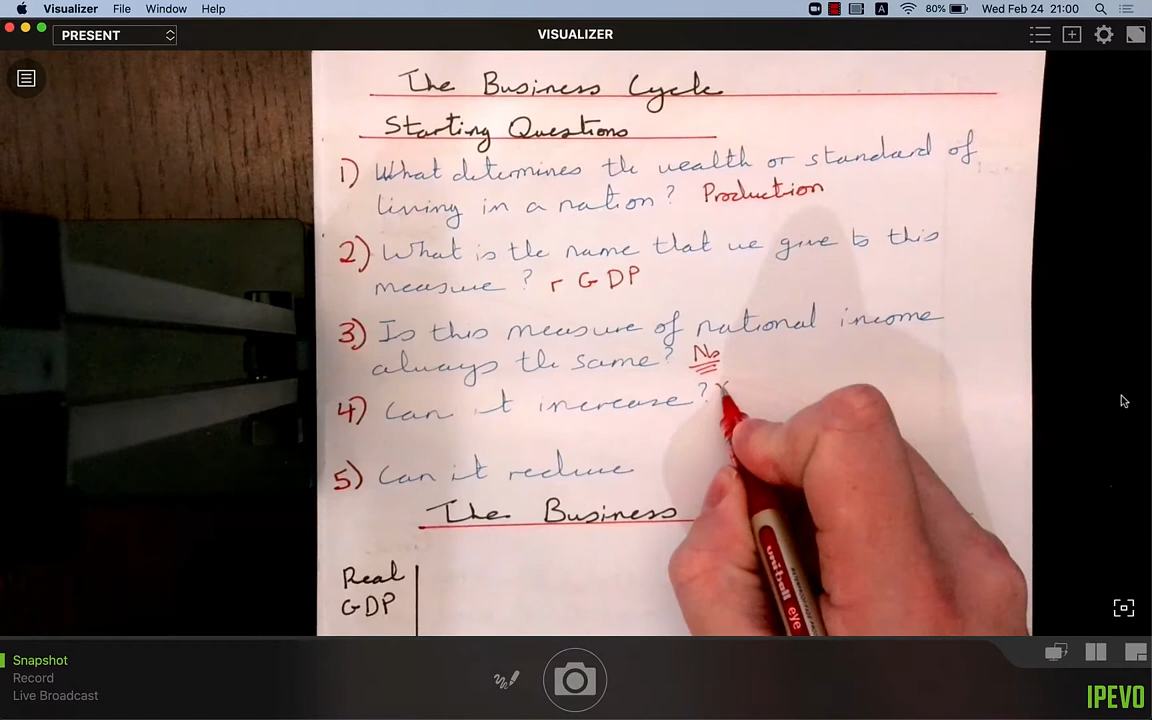 Visualizer File Window Help
A 80% Wed Feb 24 21:00
PRESENT
VISUALIZER
The Business Cycle
Starting Questions
1) What determines the wealth or standard of
living in a nation? Production
2) What is the name that we give to this
measure? r GDP
3) Is this measure of national income
always the same? No
4) Can it increase?
5) Can it reduce
The Business
Real
GDP
uniball eye
Snapshot
Record
Live Broadcast
IPEVO